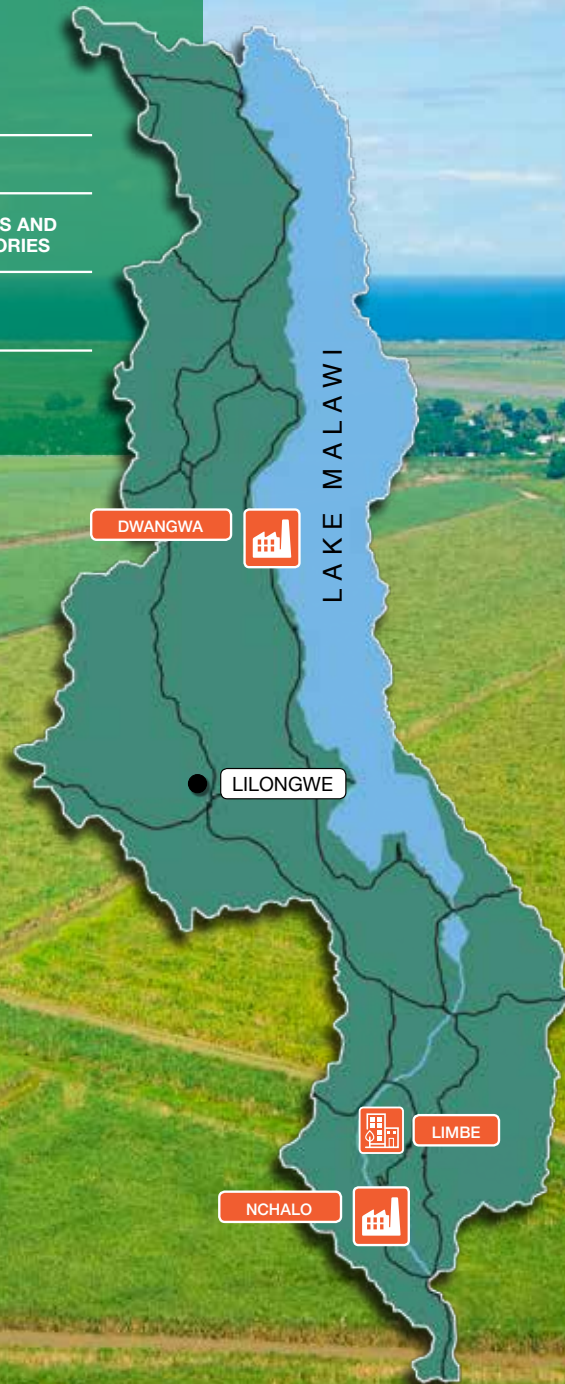 S AND
ORIES
LAKE MALAWI
DWANGWA
LILONGWE
LIMBE
NCHALO